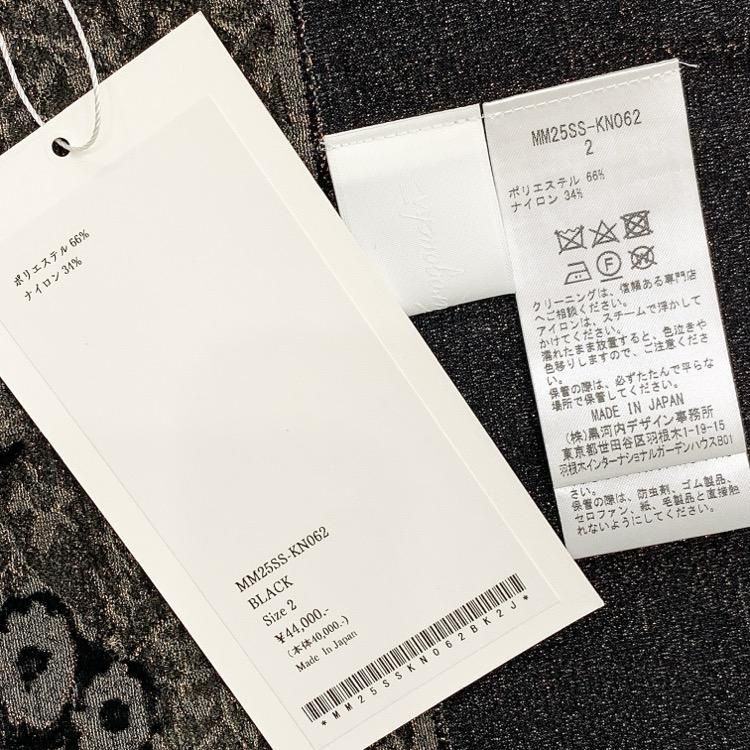 ポリエステル 66%
ナイロン 34%
MM25SS-KN062
BLACK
Size 2
¥44,000.-
(本体40,000.-)
Made In Japan
*MM25SSKN062BK2J*
MM25SS-KN062
2
ポリエステル 66%
ナイロン 34%
F
W
クリーニングは、信頼ある専門店
へご相談ください。
アイロンは、スチームで浮かして
かけてください。
濡れたまま放置すると、色泣きや
色移りしますので、ご注意くださ
い。
保管の際は、必ずたたんで平らな
場所で保管してください。
MADE IN JAPAN
(株)黒河内デザイン事務所
東京都世田谷区羽根木1-19-15
羽根木インターナショナルガーデンハウスB01
さい。
保管の際は、防虫剤、ゴム製品、
セロファン、紙、毛製品と直接触
れないようにしてください。